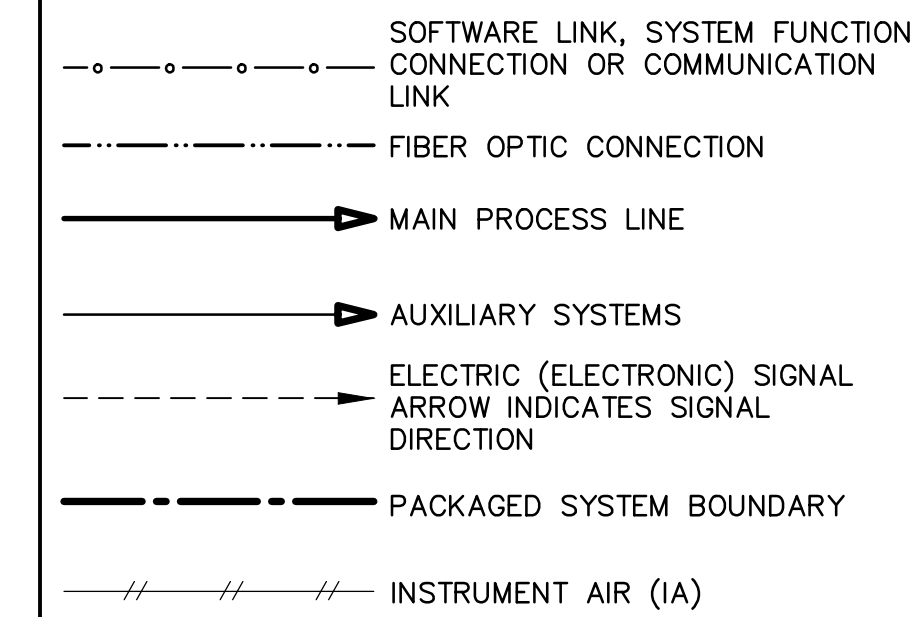 SOFTWARE LINK, SYSTEM FUNCTION
CONNECTION OR COMMUNICATION
LINK
FIBER OPTIC CONNECTION
MAIN PROCESS LINE
AUXILIARY SYSTEMS
ELECTRIC (ELECTRONIC) SIGNAL
ARROW INDICATES SIGNAL
DIRECTION
PACKAGED SYSTEM BOUNDARY
INSTRUMENT AIR (IA)